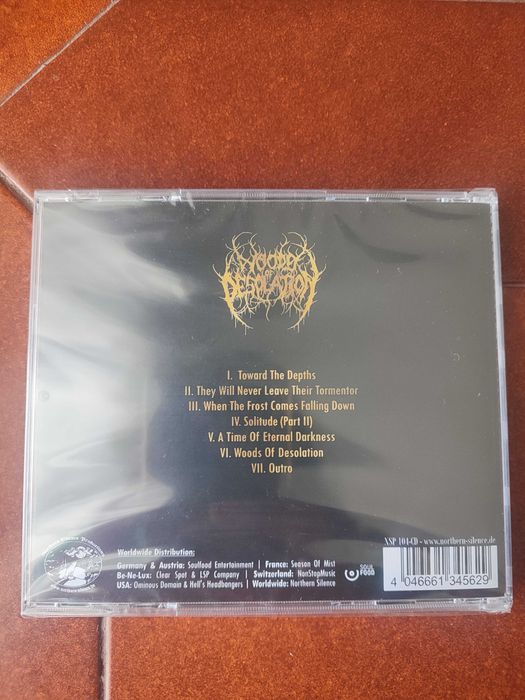 WOODS OF DESOLATION
I. Toward The Depths
II. They Will Never Leave Their Tormentor
III. When The Frost Comes Falling Down
IV. Solitude (Part II)
V. A Time Of Eternal Darkness
VI. Woods Of Desolation
VII. Outro
Worldwide Distribution:
Germany & Austria: Soulfood Entertainment | France: Season Of Mist
Be-Ne-Lux: Clear Spot & LSP Company | Switzerland: NonStopMusic
USA: Ominous Domain & Hell's Headbangers | Worldwide: Northern Silence
SOUL FOOD
NSP 104-CD - www.northern-silence.de
4 046661 345629